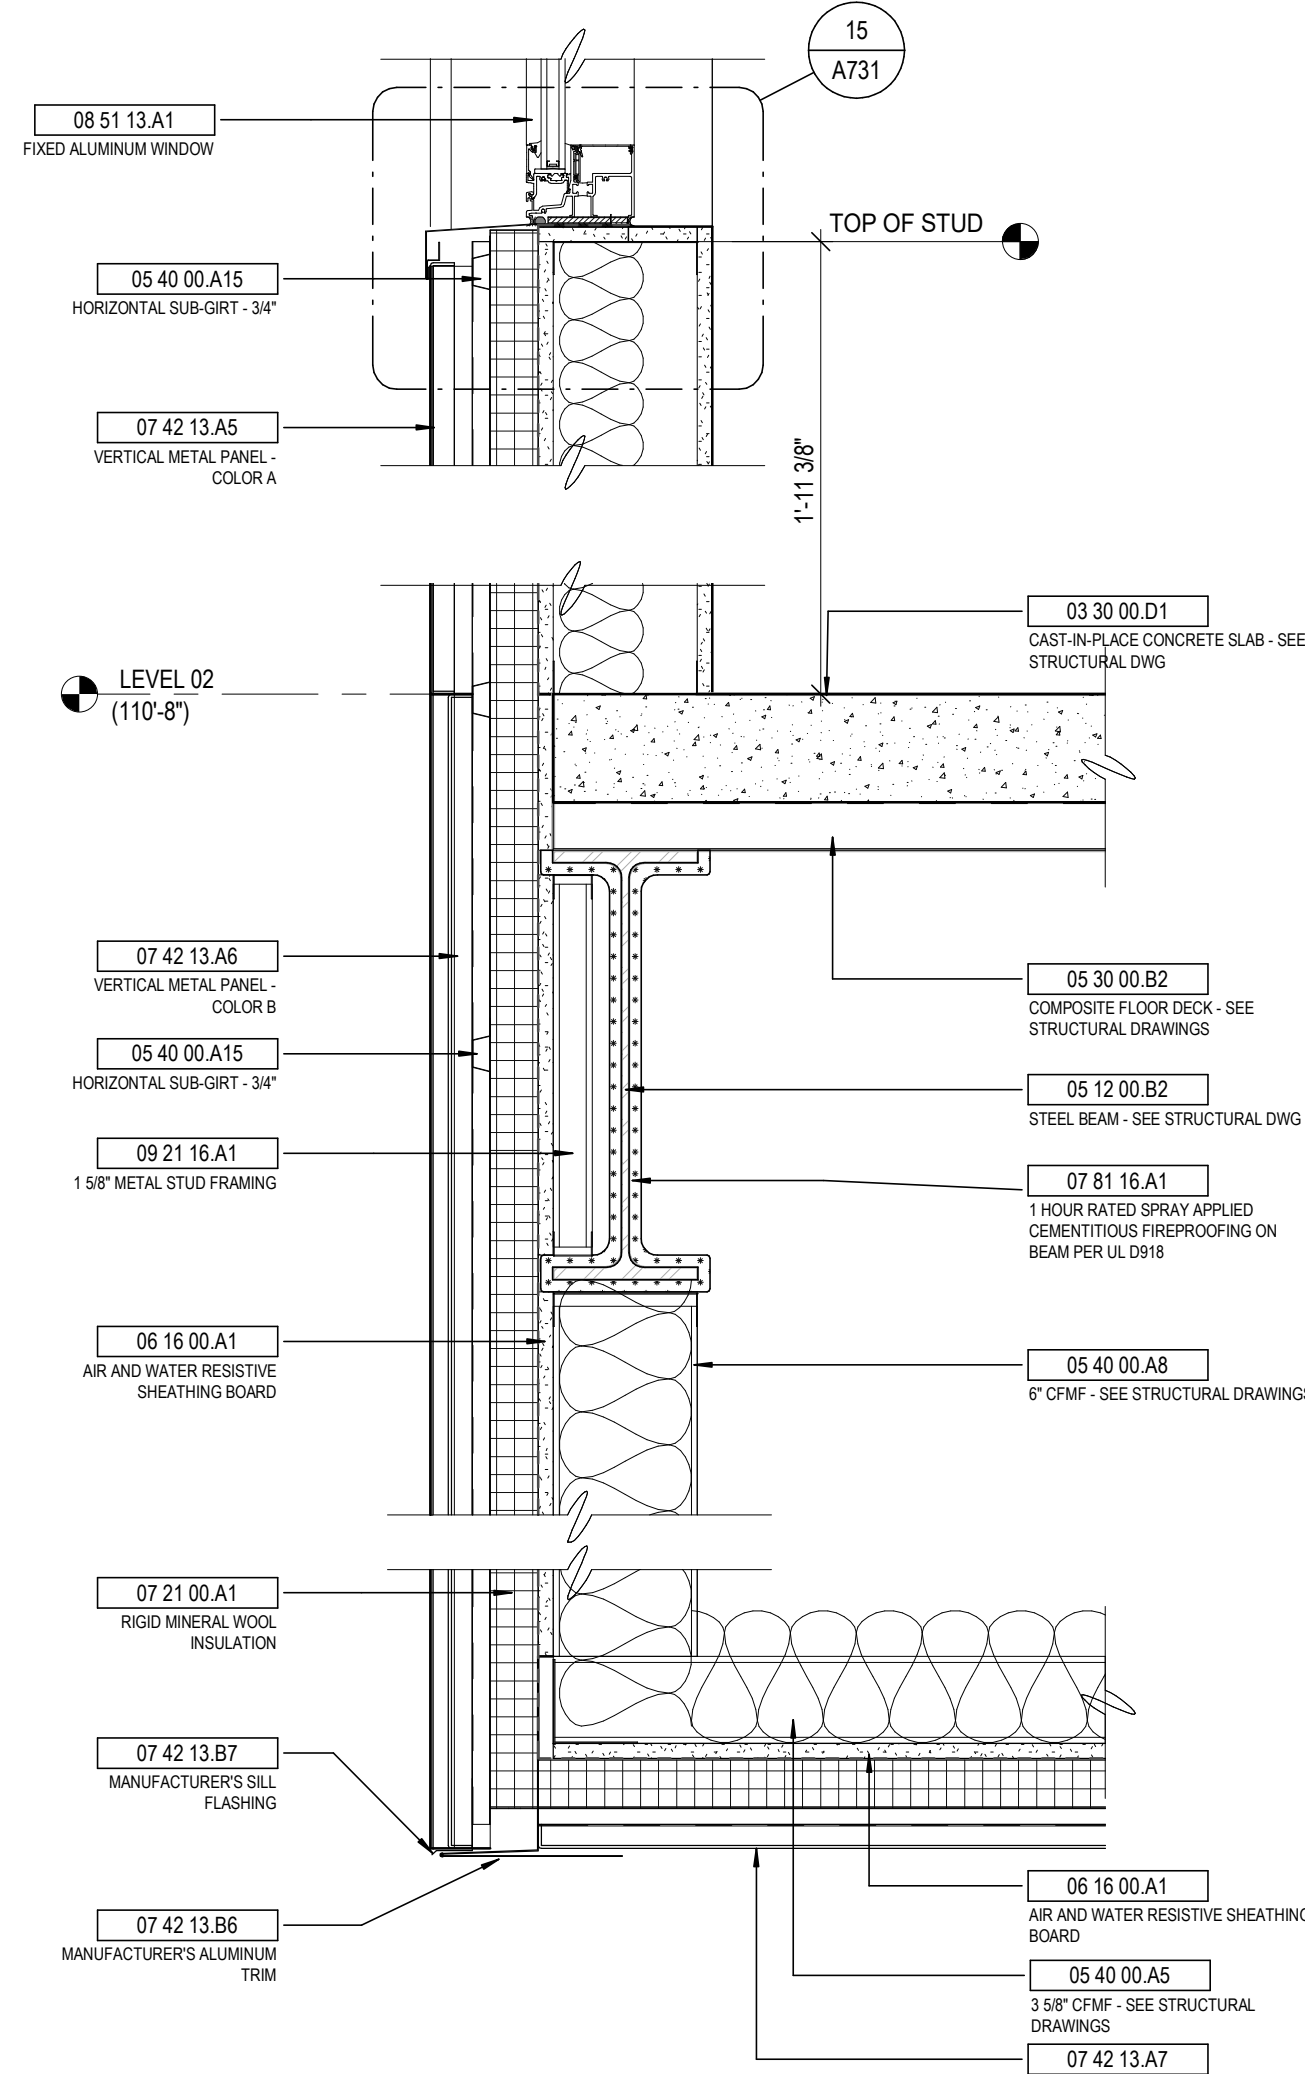 15
A731
08 51 13.A1
FIXED ALUMINUM WINDOW
TOP OF STUD
05 40 00.A15
HORIZONTAL SUB-GIRT - 3/4"
07 42 13.A5
VERTICAL METAL PANEL -
COLOR A
1'-11 3/8"
03 30 00.D1
CAST-IN-PLACE CONCRETE SLAB - SEE
STRUCTURAL DWG
LEVEL 02
(110'-8")
07 42 13.A6
VERTICAL METAL PANEL -
COLOR B
05 30 00.B2
COMPOSITE FLOOR DECK - SEE
STRUCTURAL DRAWINGS
05 40 00.A15
HORIZONTAL SUB-GIRT - 3/4"
05 12 00.B2
STEEL BEAM - SEE STRUCTURAL DWG
09 21 16.A1
1 5/8" METAL STUD FRAMING
07 81 16.A1
1 HOUR RATED SPRAY APPLIED
CEMENTITIOUS FIREPROOFING ON
BEAM PER UL D918
06 16 00.A1
AIR AND WATER RESISTIVE
SHEATHING BOARD
05 40 00.A8
6" CFMF - SEE STRUCTURAL DRAWINGS
07 21 00.A1
RIGID MINERAL WOOL
INSULATION
07 42 13.B7
MANUFACTURER'S SILL
FLASHING
07 42 13.B6
MANUFACTURER'S ALUMINUM
TRIM
06 16 00.A1
AIR AND WATER RESISTIVE SHEATHING
BOARD
05 40 00.A5
3 5/8" CFMF - SEE STRUCTURAL
DRAWINGS
07 42 13.A7